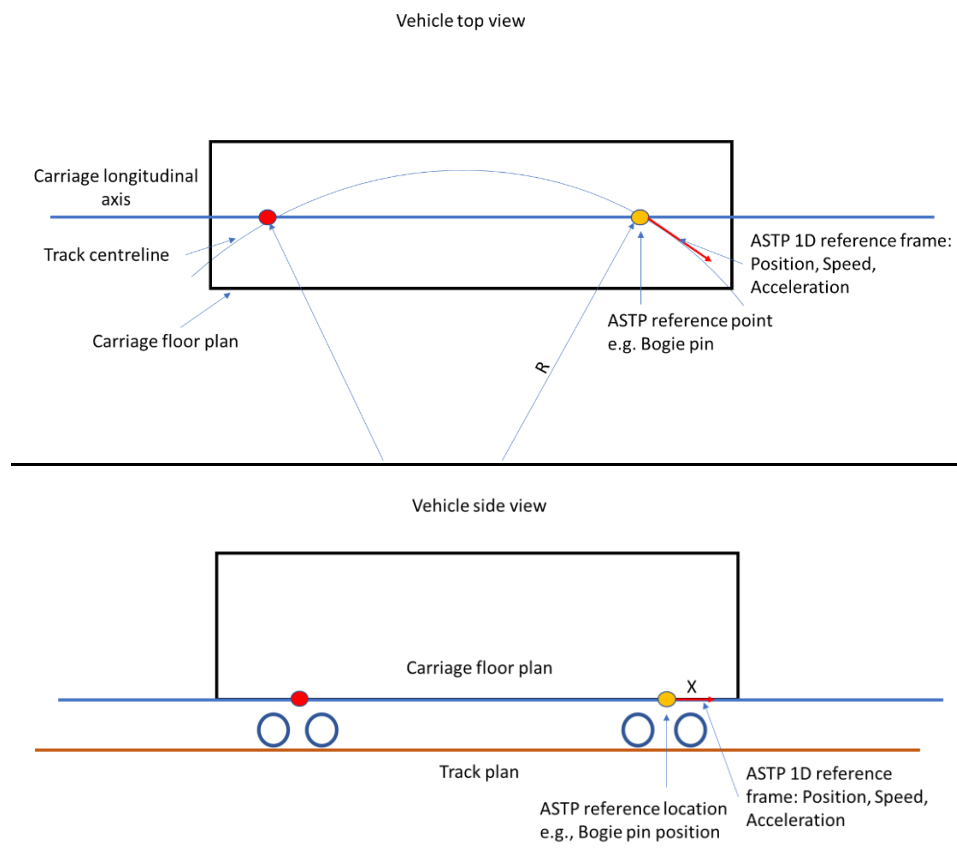 Vehicle top view
Carriage longitudinal
axis
Track centreline
ASTP 1D reference frame:
Position, Speed,
Acceleration
ASTP reference point
e.g. Bogie pin
Carriage floor plan
R
Vehicle side view
Carriage floor plan
X
Track plan
ASTP 1D reference
frame: Position, Speed,
Acceleration
ASTP reference location
e.g., Bogie pin position